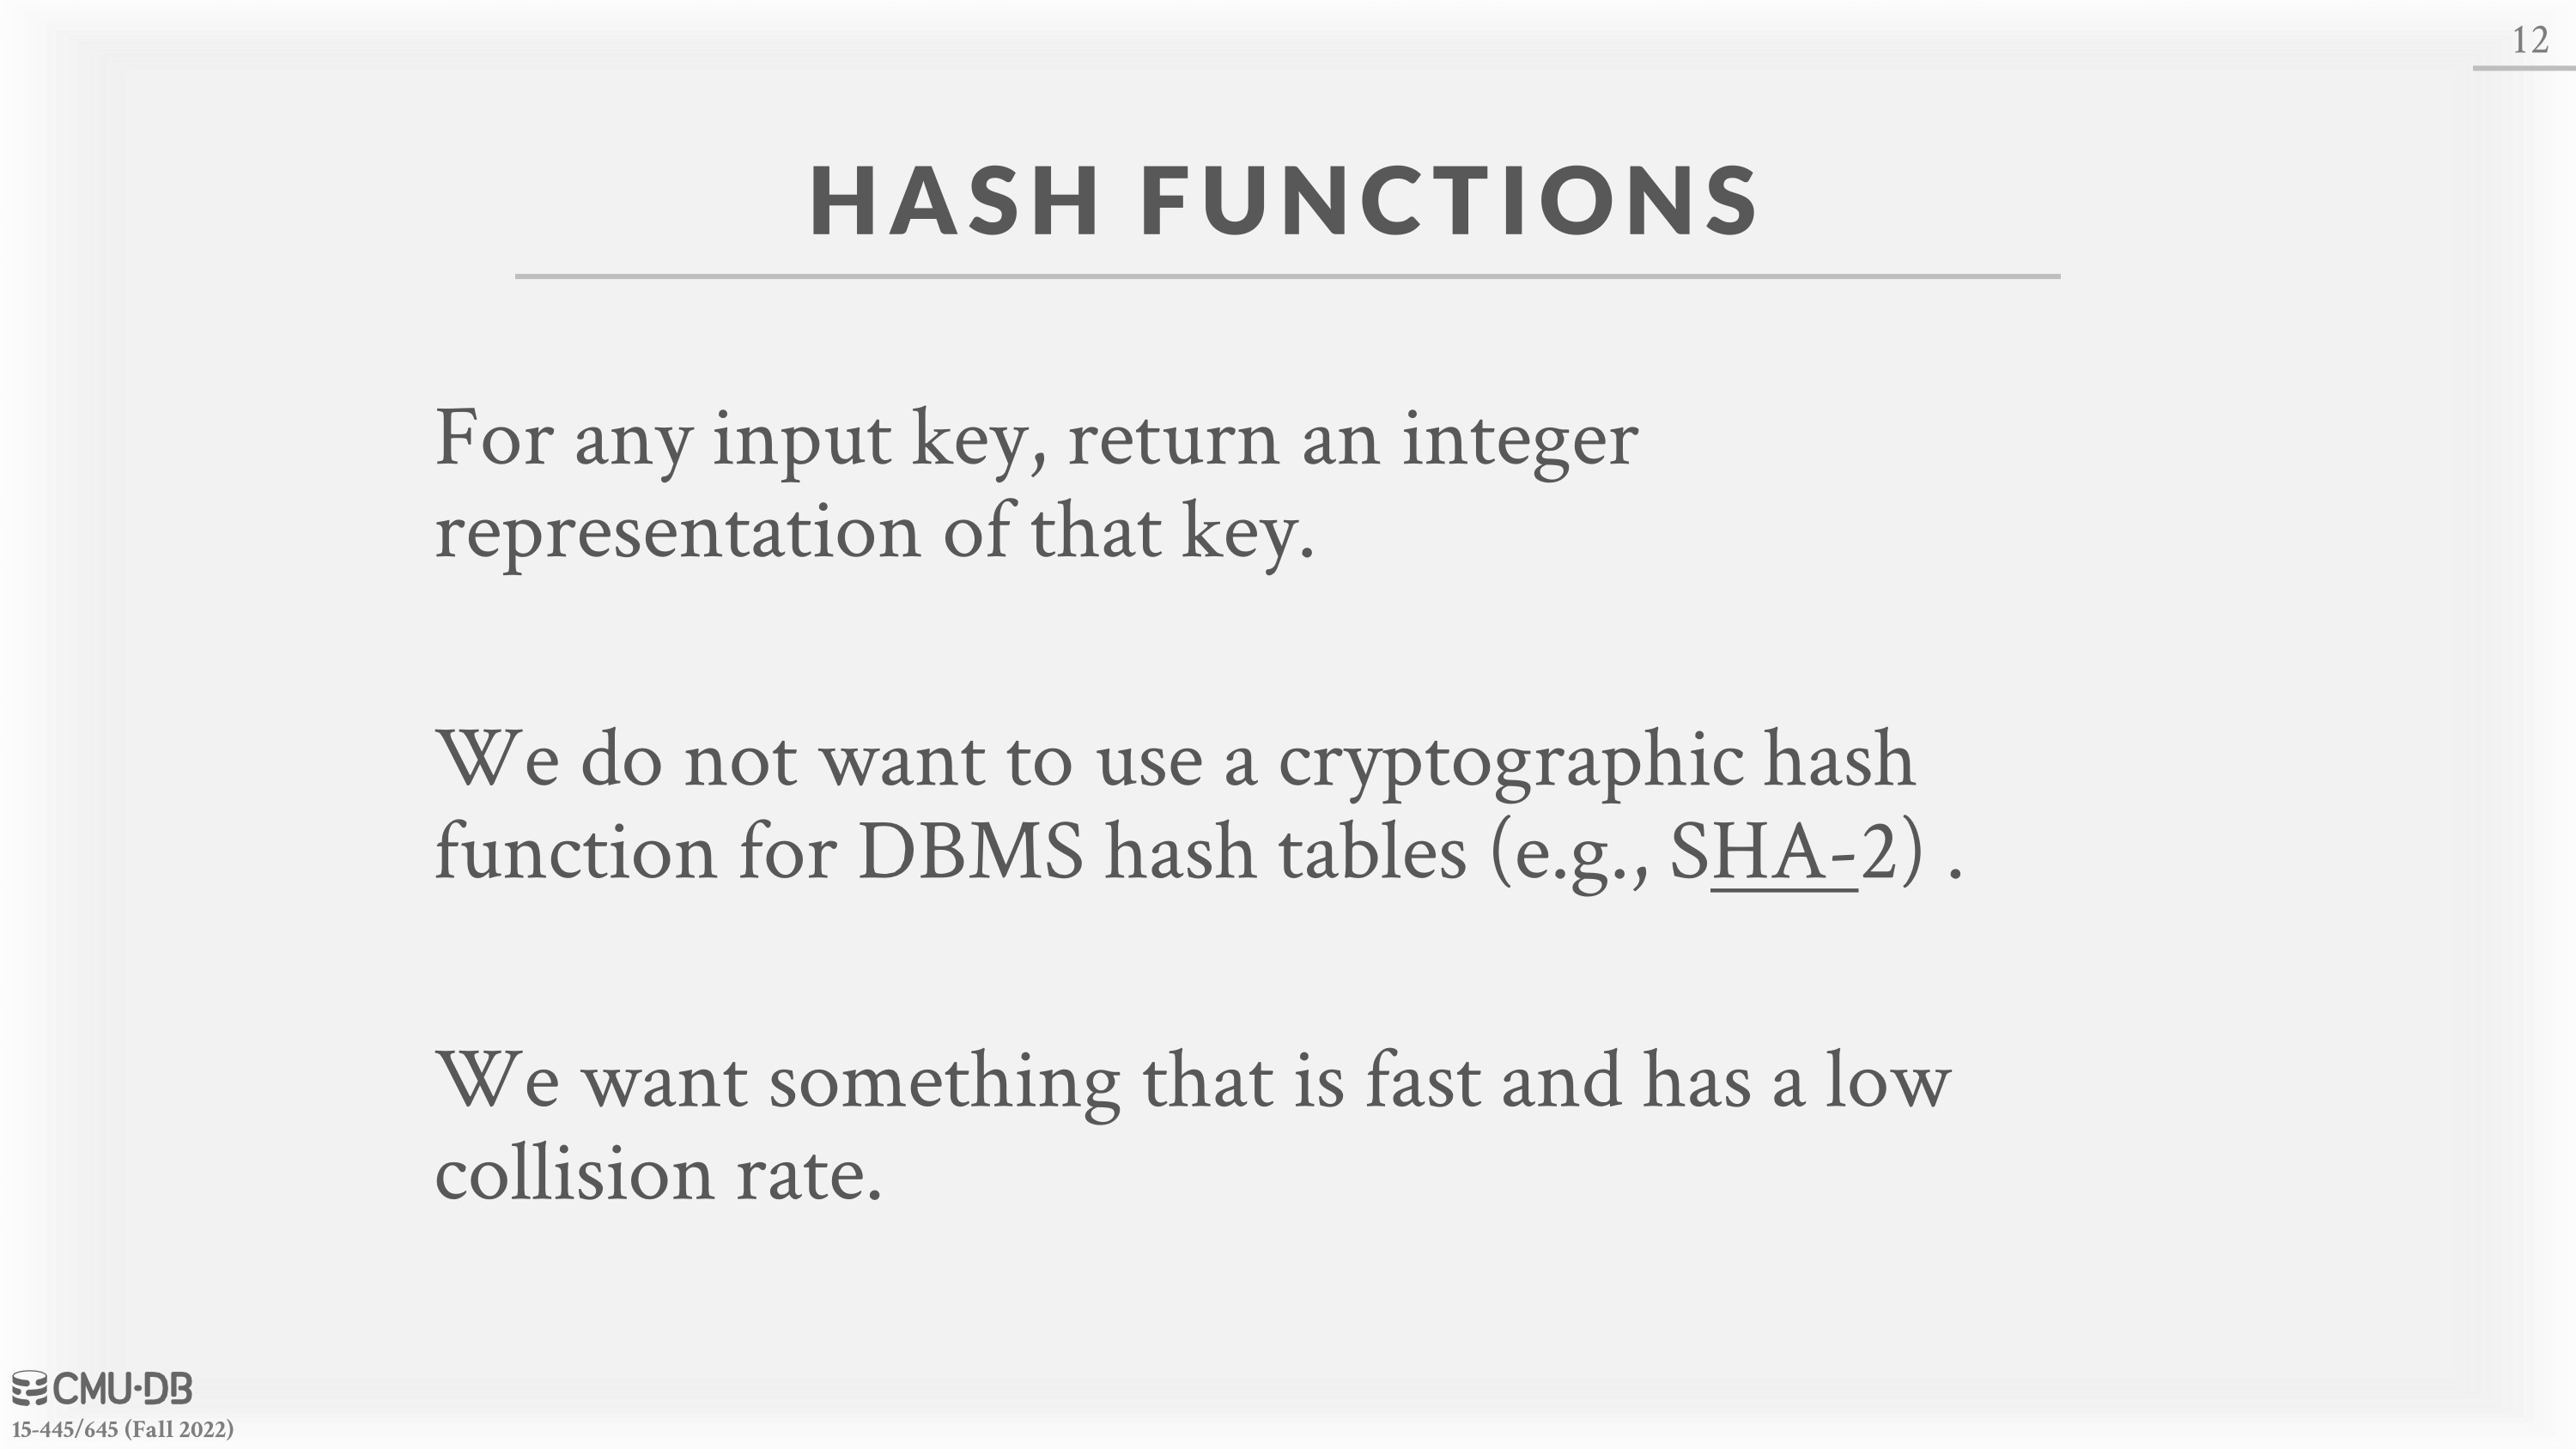 12
HASH FUNCTIONS
For any input key, return an integer
representation of that key.
We do not want to use a cryptographic hash
function for DBMS hash tables (e.g., SHA-2) .
We want something that is fast and has a low
collision rate.
CMU·DB
15-445/645 (Fall 2022)